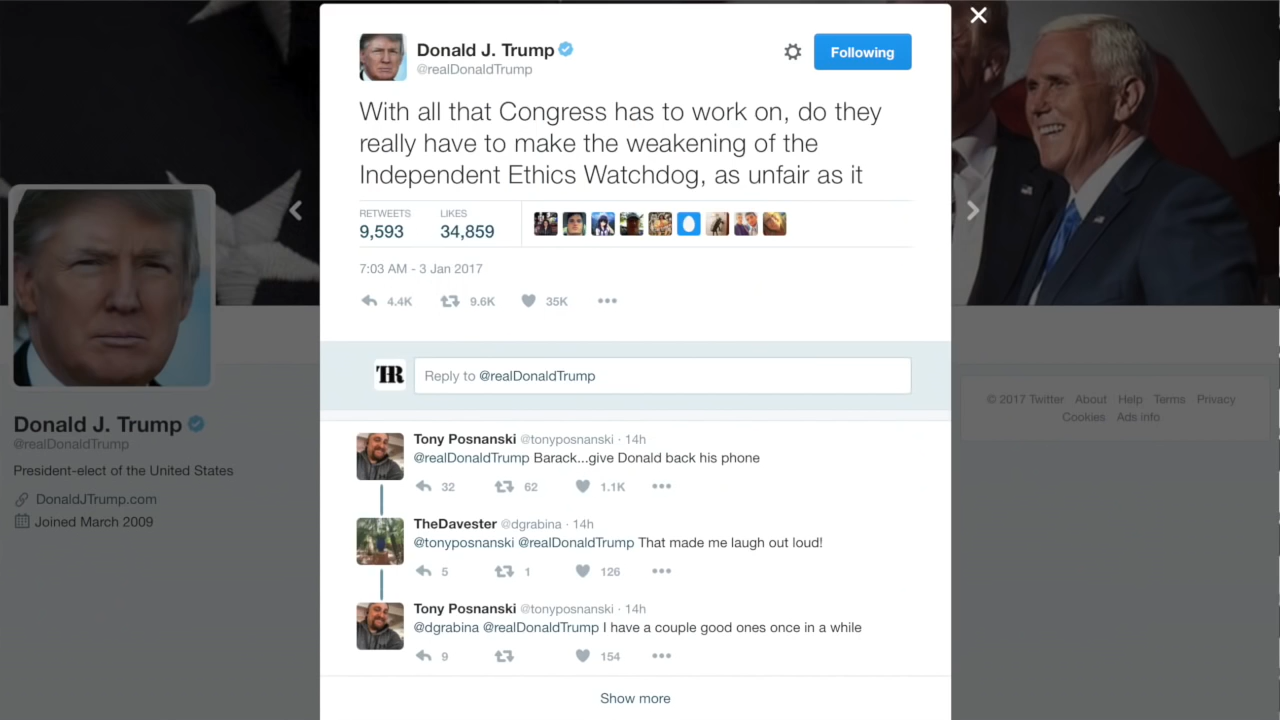 Donald J. Trump
@realDonaldTrump
Following
With all that Congress has to work on, do they
really have to make the weakening of the
Independent Ethics Watchdog, as unfair as it
RETWEETS
9,593
LIKES
34,859
7:03 AM - 3 Jan 2017
4.4K
9.6K
35K
TR
Reply to @realDonaldTrump
Tony Posnanski @tonyposnanski · 14h
@realDonaldTrump Barack...give Donald back his phone
32
62
1.1K
TheDavester @dgrabina · 14h
@tonyposnanski @realDonaldTrump That made me laugh out loud!
5
1
126
Tony Posnanski @tonyposnanski · 14h
@dgrabina @realDonaldTrump I have a couple good ones once in a while
9
154
Show more
Donald J. Trump
@realDonaldTrump
President-elect of the United States
DonaldJTrump.com
Joined March 2009
© 2017 Twitter About Help Terms Privacy
Cookies Ads info